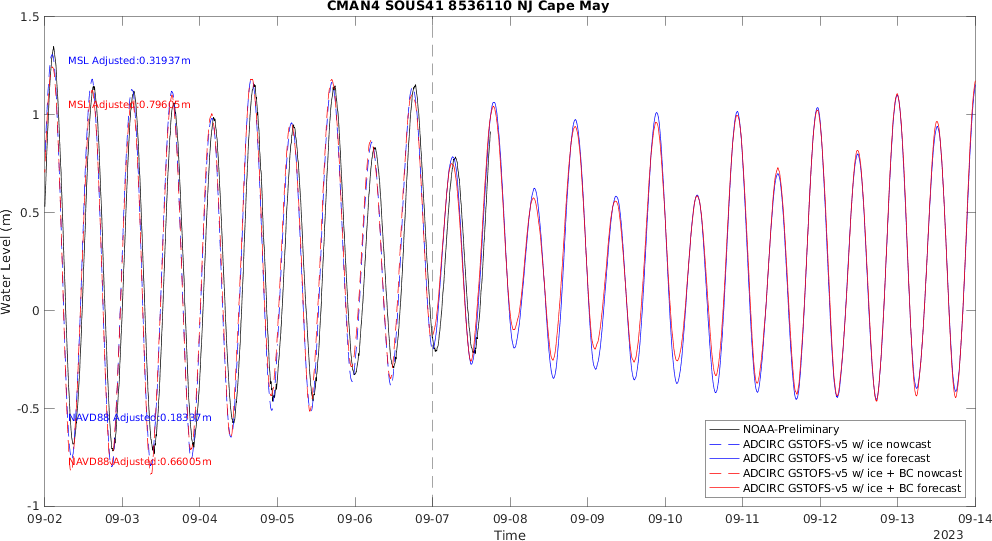 CMAN4 SOUS41 8536110 NJ Cape May
1.5
1
0.5
0
-0.5
-1
Water Level (m)
MSL Adjusted:0.31937m
MSL Adjusted:0.79605m
NAVD88 Adjusted:0.18337m
NAVD88 Adjusted:0.66005m
NOAA-Preliminary
ADCIRC GSTOFS-v5 w/ ice nowcast
ADCIRC GSTOFS-v5 w/ ice forecast
ADCIRC GSTOFS-v5 w/ ice + BC nowcast
ADCIRC GSTOFS-v5 w/ ice + BC forecast
09-02 09-03 09-04 09-05 09-06 09-07 09-08 09-09 09-10 09-11 09-12 09-13 09-14
Time
2023